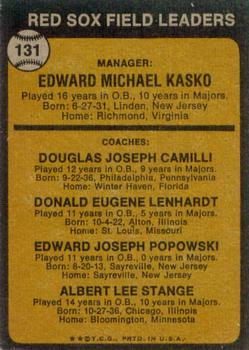 RED SOX FIELD LEADERS
131
MANAGER:
EDWARD MICHAEL KASKO
Played 16 years in O.B., 10 years in Majors.
Born: 6-27-31, Linden, New Jersey
Home: Richmond, Virginia
COACHES:
DOUGLAS JOSEPH CAMILLI
Played 12 years in O.B., 9 years in Majors.
Born: 9-22-36, Philadelphia, Pennsylvania
Home: Winter Haven, Florida
DONALD EUGENE LENHARDT
Played 11 years in O.B., 5 years in Majors.
Born: 10-4-22, Alton, Illinois
Home: St. Louis, Missouri
EDWARD JOSEPH POPOWSKI
Played 11 years in O.B., 0 years in Majors.
Born: 8-20-13, Sayreville, New Jersey
Home: Sayreville, New Jersey
ALBERT LEE STANGE
Played 14 years in O.B., 10 years in Majors.
Born: 10-27-36, Chicago, Illinois
Home: Bloomington, Minnesota
★★ © T.C.G. PRTD. IN U.S.A.